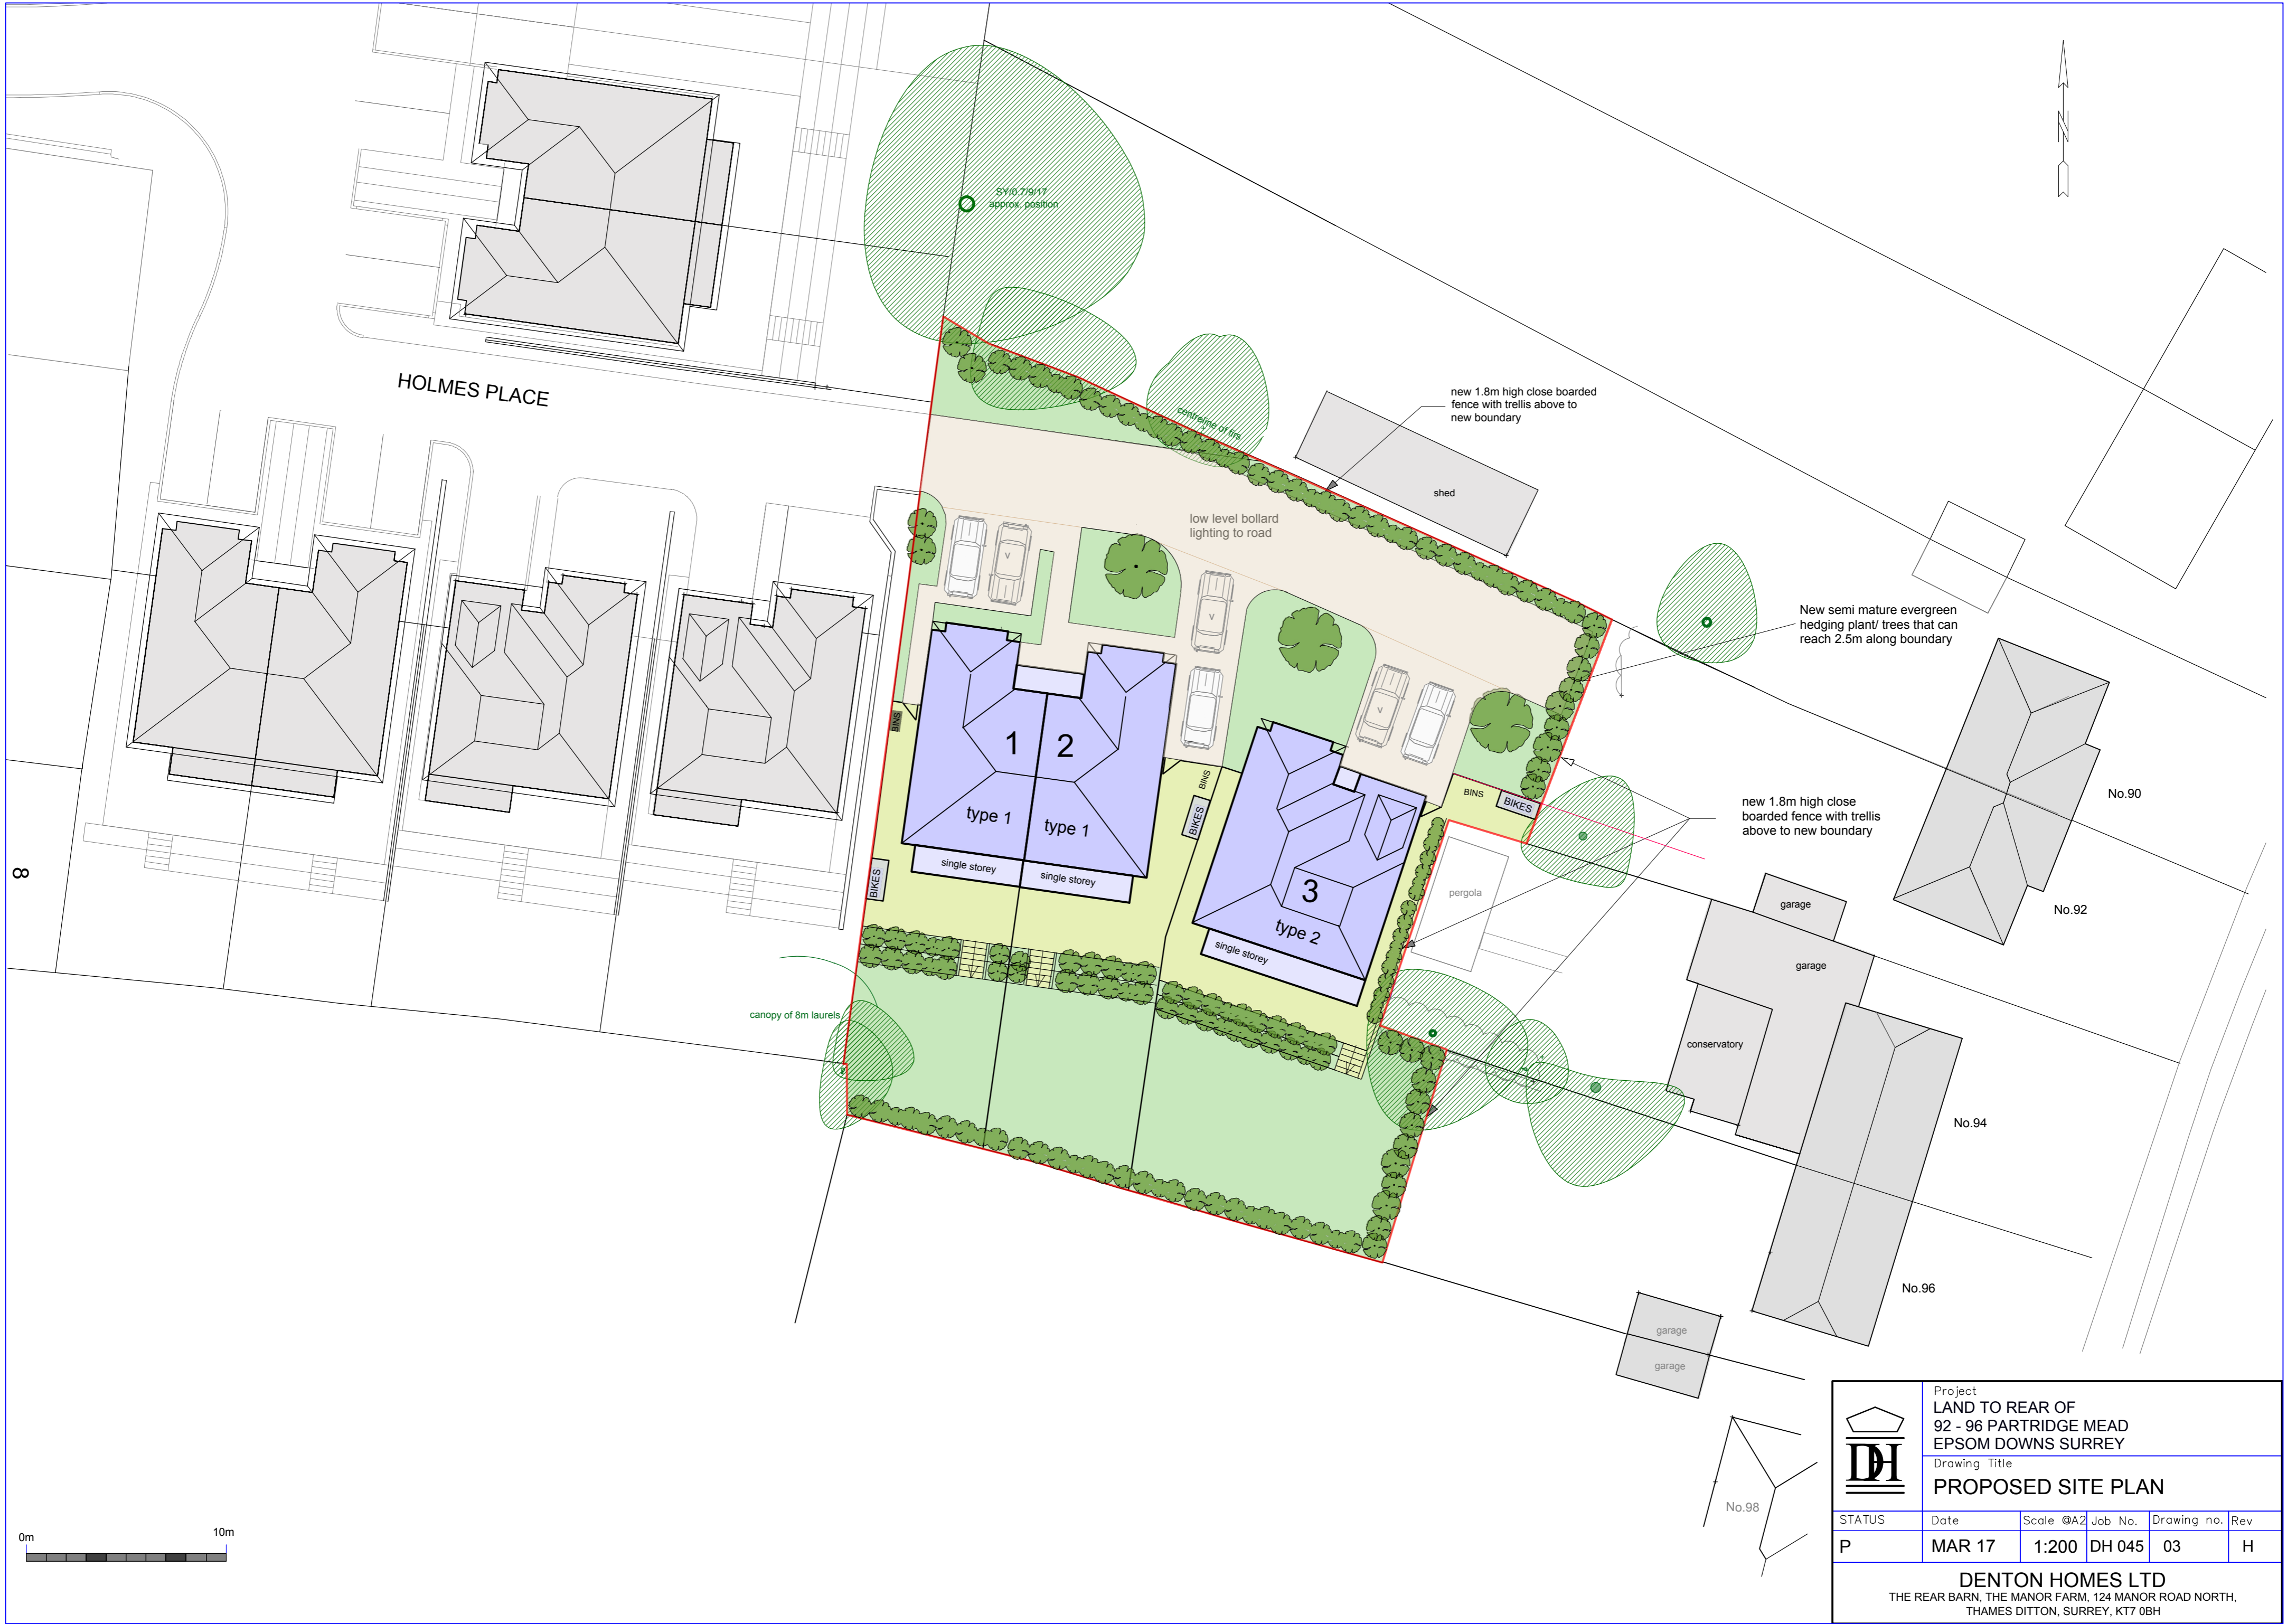 SY/0.7/9/17
approx. position
HOLMES PLACE
centreline of firs
new 1.8m high close boarded
fence with trellis above to
new boundary
shed
low level bollard
lighting to road
V
V
V
New semi mature evergreen
hedging plant/ trees that can
reach 2.5m along boundary
BINS
1
2
type 1
type 1
single storey
single storey
BIKES
BINS
BIKES
3
type 2
single storey
BINS
BIKES
new 1.8m high close
boarded fence with trellis
above to new boundary
pergola
No.90
No.92
garage
garage
conservatory
No.94
No.96
8
canopy of 8m laurels
garage
garage
No.98
N
0m
10m
DH
Project
LAND TO REAR OF
92 - 96 PARTRIDGE MEAD
EPSOM DOWNS SURREY
Drawing Title
PROPOSED SITE PLAN
STATUS Date Scale @A2 Job No. Drawing no. Rev
P MAR 17 1:200 DH 045 03 H
DENTON HOMES LTD
THE REAR BARN, THE MANOR FARM, 124 MANOR ROAD NORTH,
THAMES DITTON, SURREY, KT7 0BH